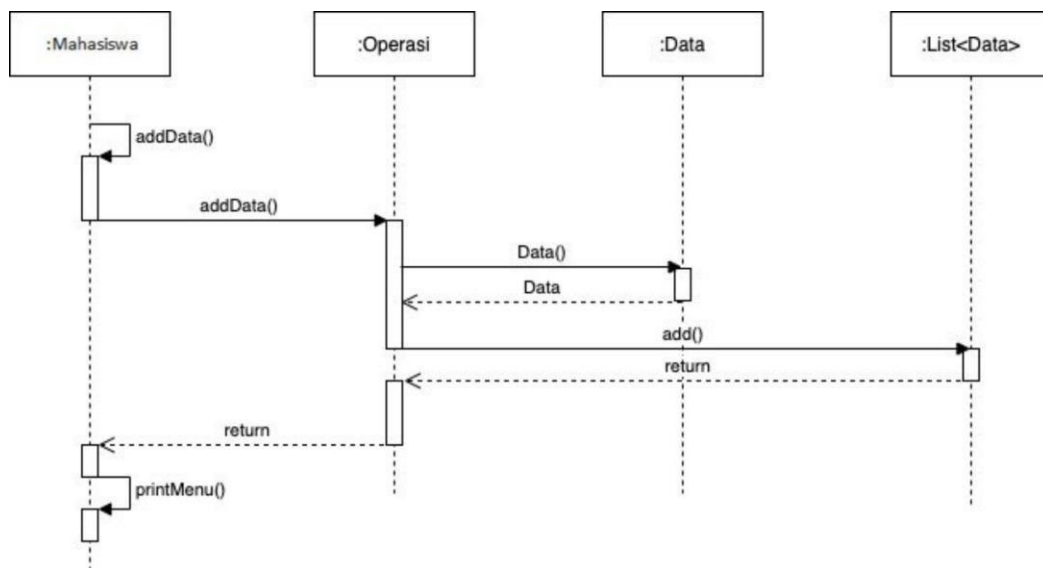 :Mahasiswa
:Operasi
:Data
:List<Data>
addData()
addData()
Data()
Data
add()
return
return
printMenu()